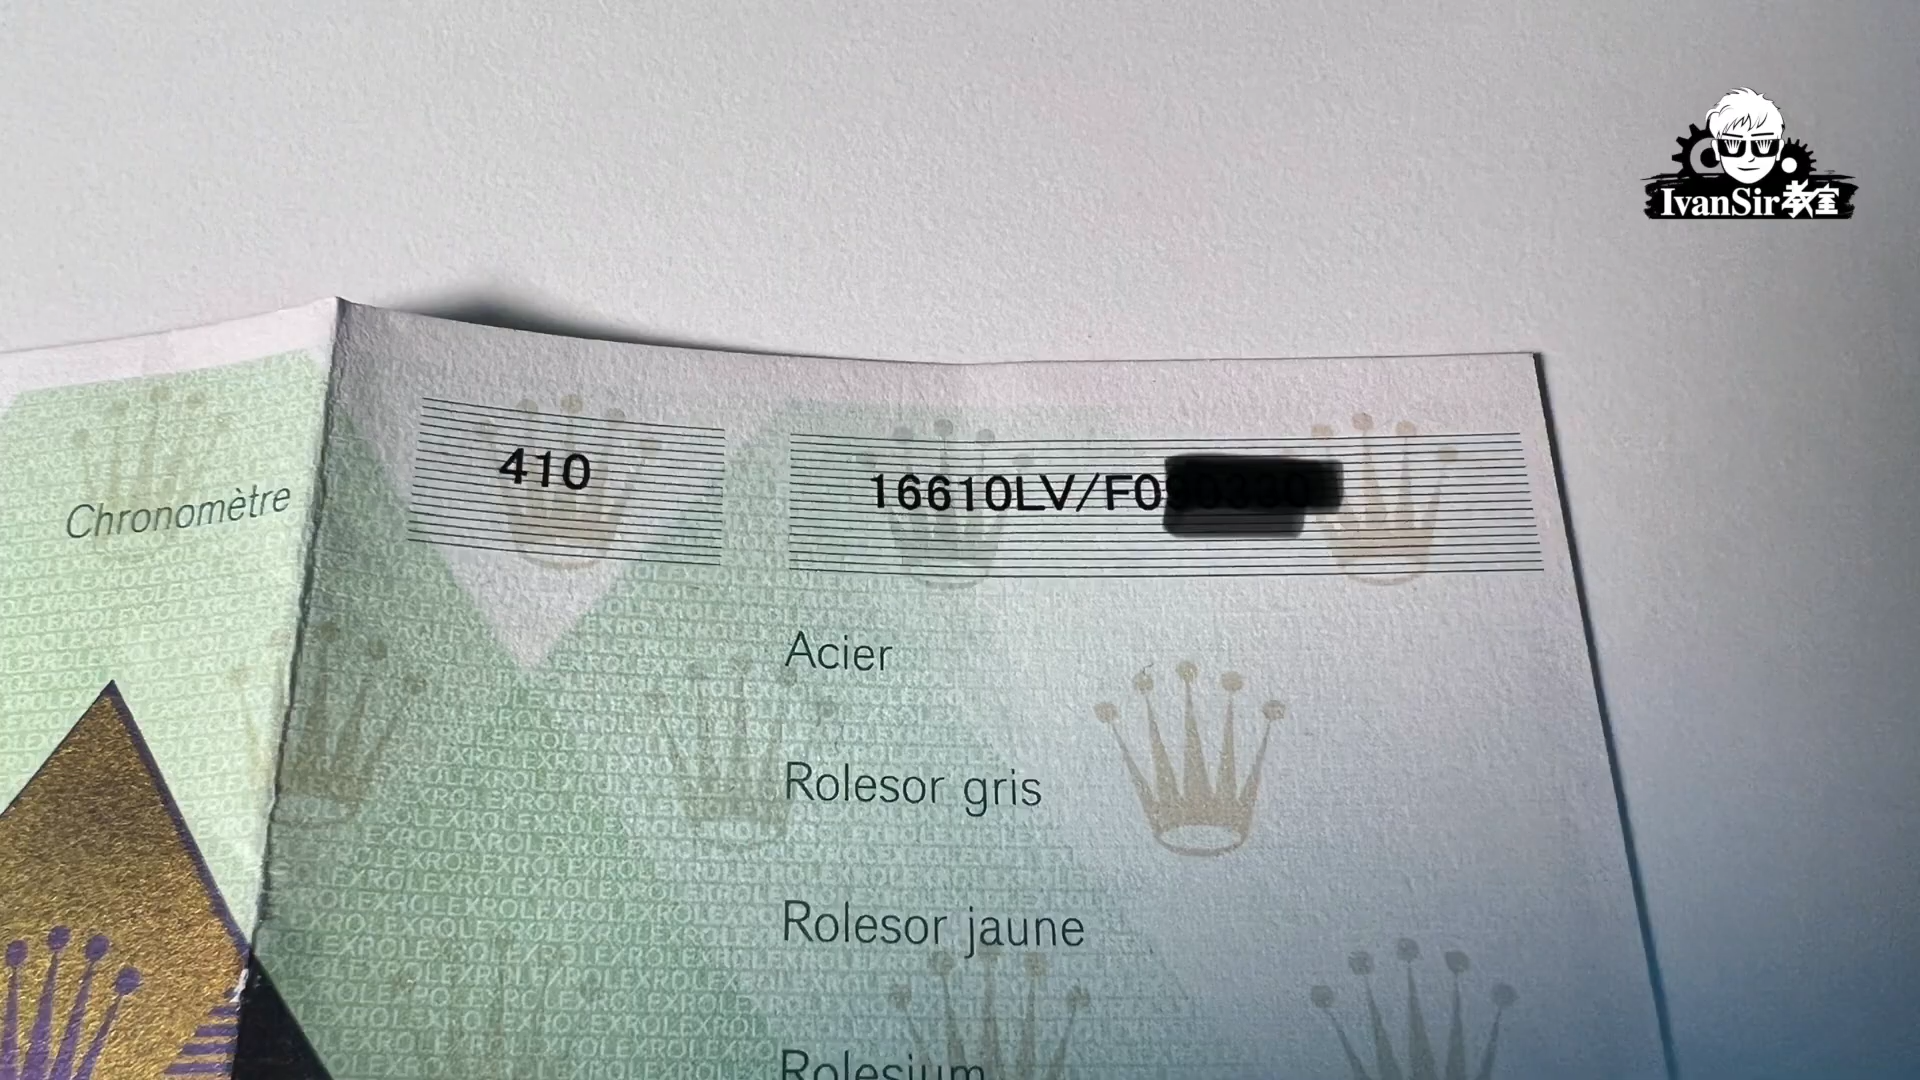 IvanSir教室
410
16610LV/F0
Chronomètre
Acier
Rolesor gris
Rolesor jaune
Rolesium